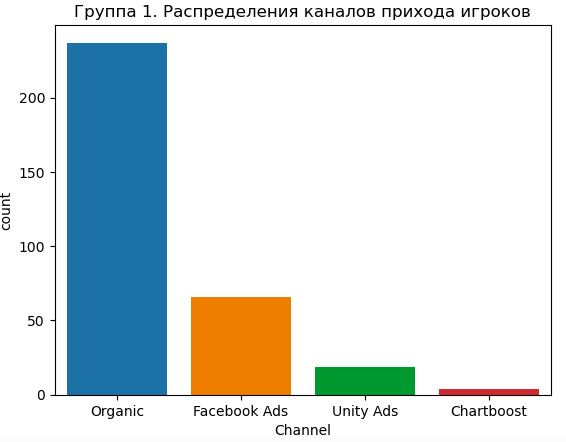 Группа 1. Распределения каналов прихода игроков
200
150
100
50
0
count
Organic Facebook Ads Unity Ads Chartboost
Channel